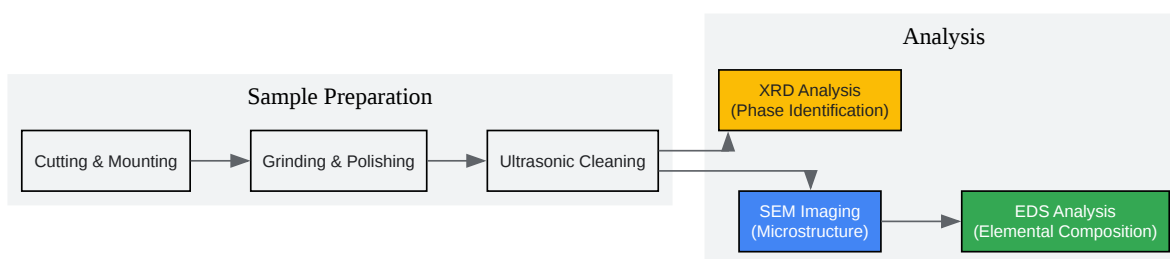 Sample Preparation
Cutting & Mounting
Grinding & Polishing
Ultrasonic Cleaning
Analysis
XRD Analysis
(Phase Identification)
SEM Imaging
(Microstructure)
EDS Analysis
(Elemental Composition)